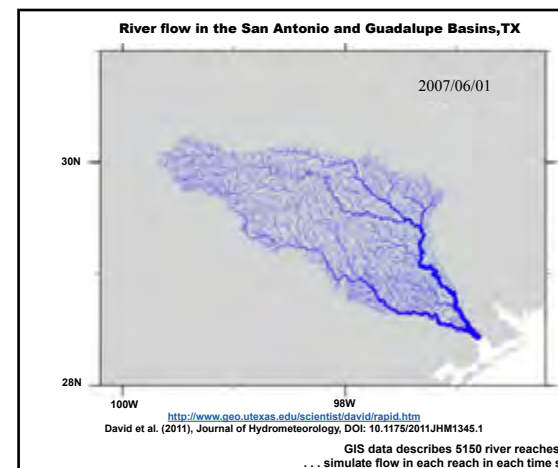 River flow in the San Antonio and Guadalupe Basins,TX
2007/06/01
30N
28N
100W
98W
http://www.geo.utexas.edu/scientist/david/rapid.htm
David et al. (2011), Journal of Hydrometeorology, DOI: 10.1175/2011JHM1345.1
GIS data describes 5150 river reaches
. . . simulate flow in each reach in each time